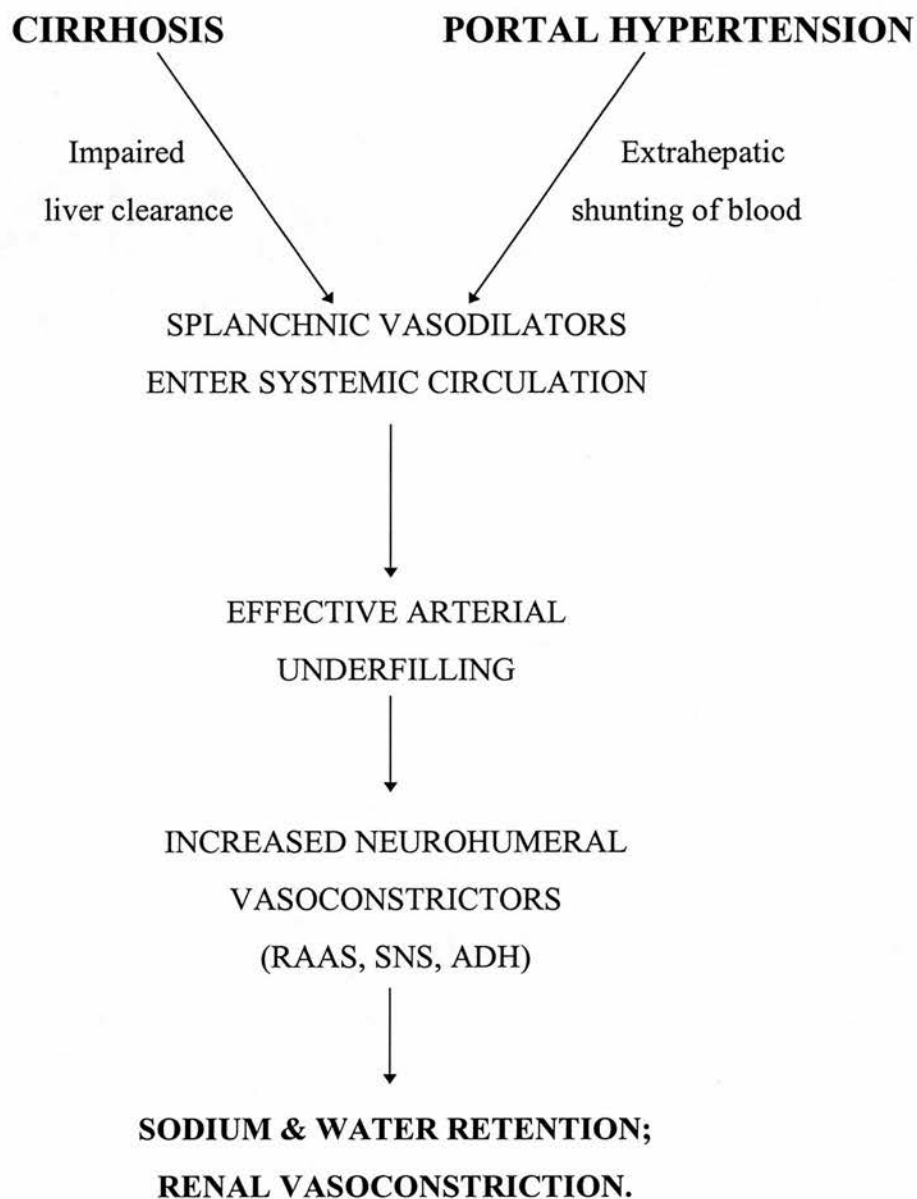 CIRRHOSIS
PORTAL HYPERTENSION
Impaired
liver clearance
Extrahepatic
shunting of blood
SPLANCHNIC VASODILATORS
ENTER SYSTEMIC CIRCULATION
EFFECTIVE ARTERIAL
UNDERFILLING
INCREASED NEUROHUMERAL
VASOCONSTRICTORS
(RAAS, SNS, ADH)
SODIUM & WATER RETENTION;
RENAL VASOCONSTRICTION.